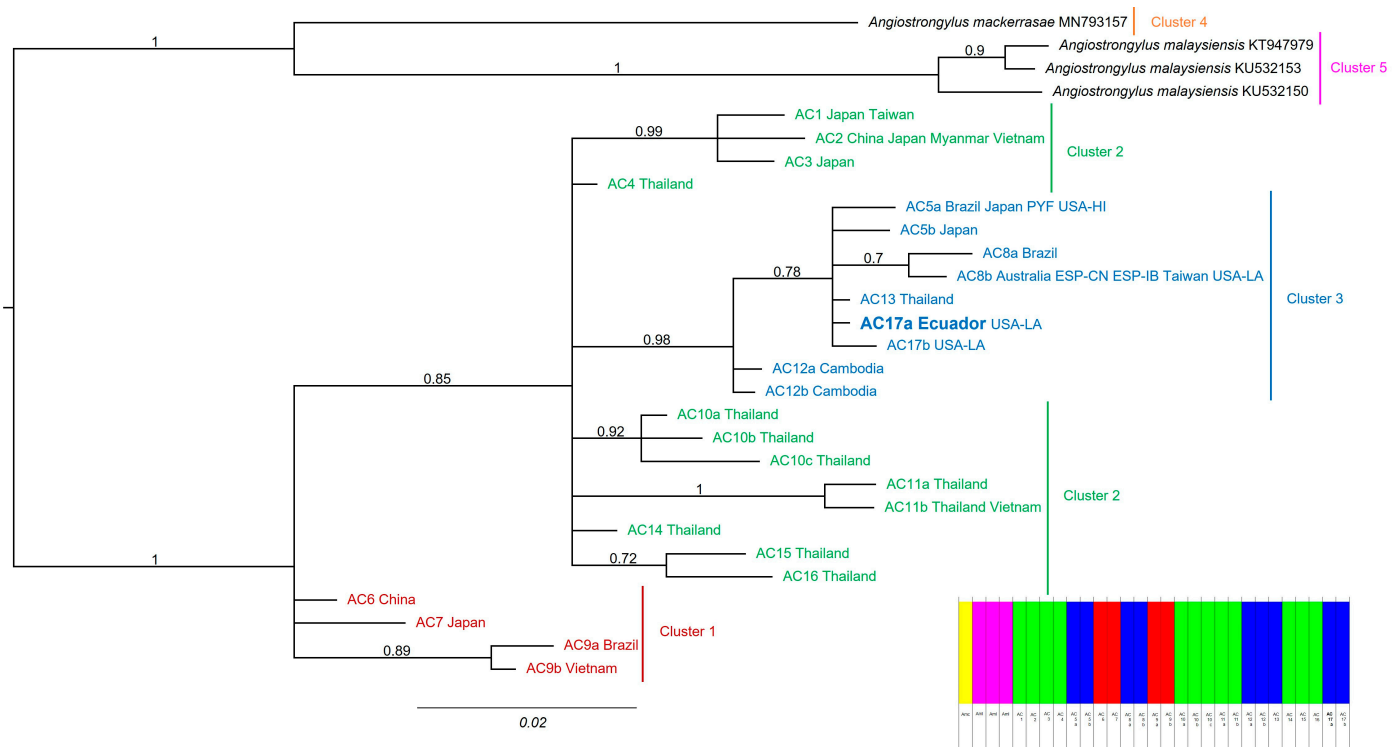 Angiostrongylus mackerrasae MN793157
Cluster 4
1
Angiostrongylus malaysiensis KT947979
0.9
Angiostrongylus malaysiensis KU532153
Cluster 5
1
Angiostrongylus malaysiensis KU532150
AC1 Japan Taiwan
0.99
AC2 China Japan Myanmar Vietnam
Cluster 2
AC3 Japan
AC4 Thailand
AC5a Brazil Japan PYF USA-HI
AC5b Japan
AC8a Brazil
0.7
AC8b Australia ESP-CN ESP-IB Taiwan USA-LA
0.78
AC13 Thailand
Cluster 3
AC17a Ecuador USA-LA
0.98
AC17b USA-LA
AC12a Cambodia
0.85
AC12b Cambodia
AC10a Thailand
0.92
AC10b Thailand
AC10c Thailand
AC11a Thailand
1
Cluster 2
AC11b Thailand Vietnam
AC14 Thailand
AC15 Thailand
1
0.72
AC16 Thailand
AC6 China
AC7 Japan
Cluster 1
AC9a Brazil
0.89
AC9b Vietnam
0.02